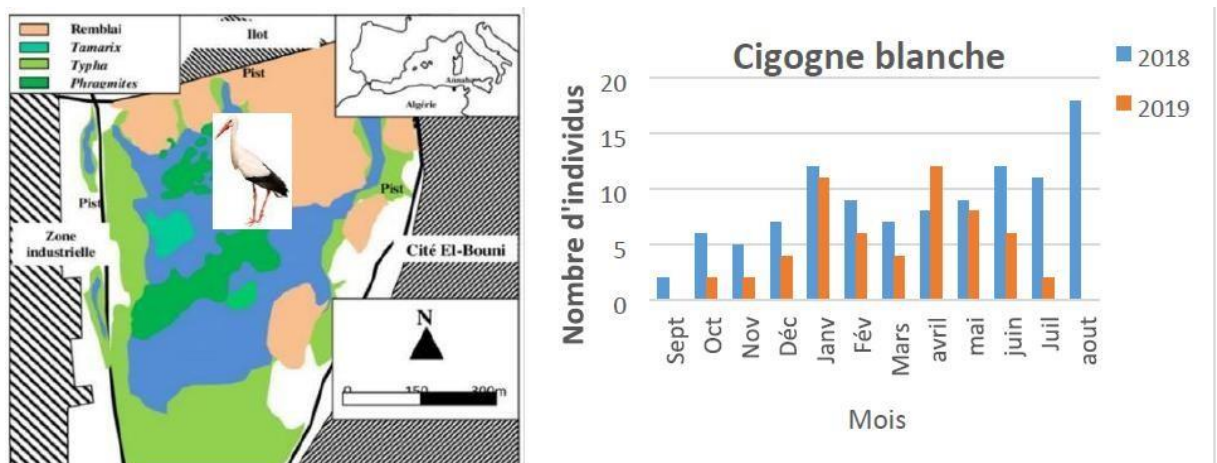 Remblai
Tamarix
Typha
Phragmites
Ilot
Pist
Annaba
Algérie
Pist
Pist
Zone
industrielle
Cité El-Bouni
N
0 150 300m
Cigogne blanche
2018
2019
Nombre d'individus
20
15
10
5
0
Sept
Oct
Nov
Déc
Janv
Fév
Mars
avril
mai
juin
Juil
aout
Mois